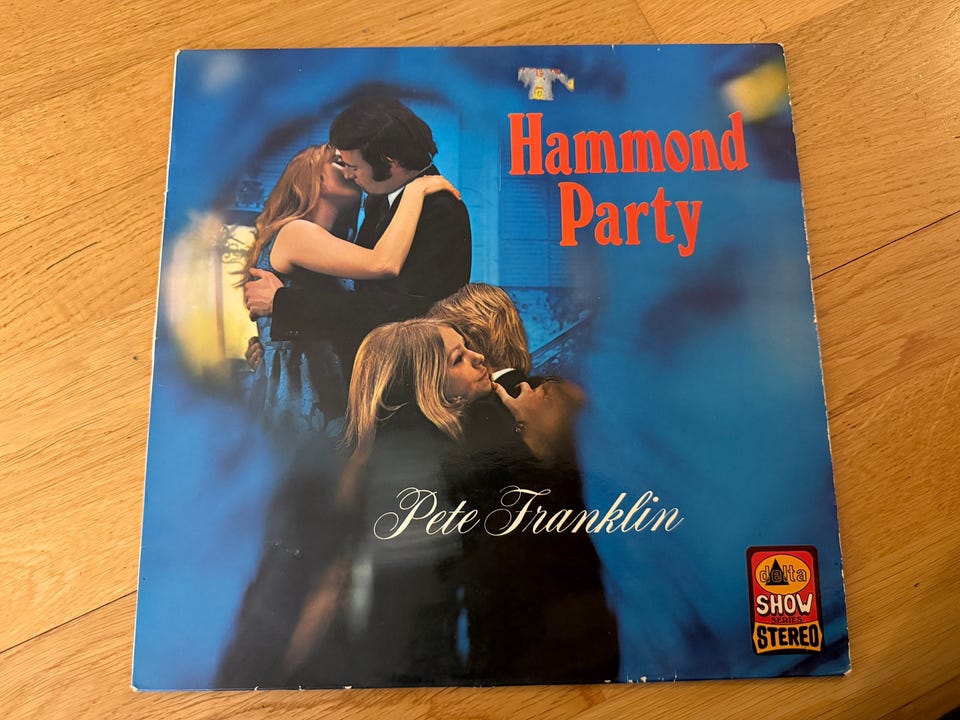 Hammond
Party
Pete Franklin
delta
SHOW
SERIES
STEREO